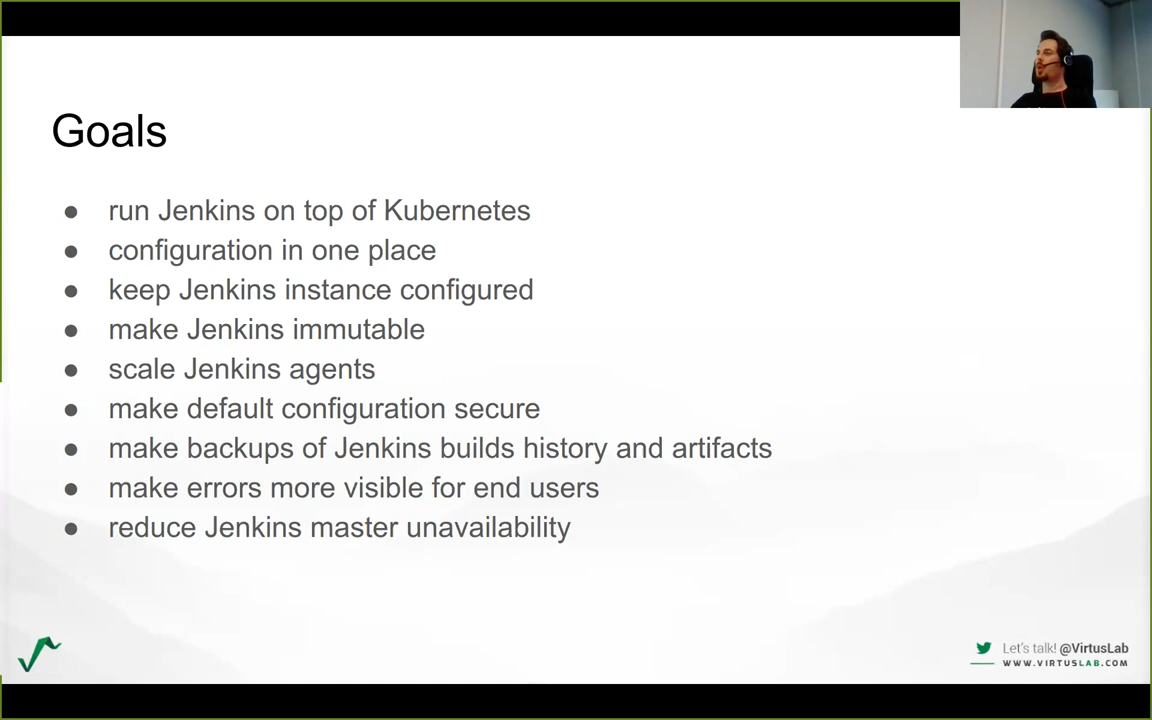 Goals
● run Jenkins on top of Kubernetes
● configuration in one place
● keep Jenkins instance configured
● make Jenkins immutable
● scale Jenkins agents
● make default configuration secure
● make backups of Jenkins builds history and artifacts
● make errors more visible for end users
● reduce Jenkins master unavailability
Let's talk! @VirtusLab
WWW.VIRTUSLAB.COM